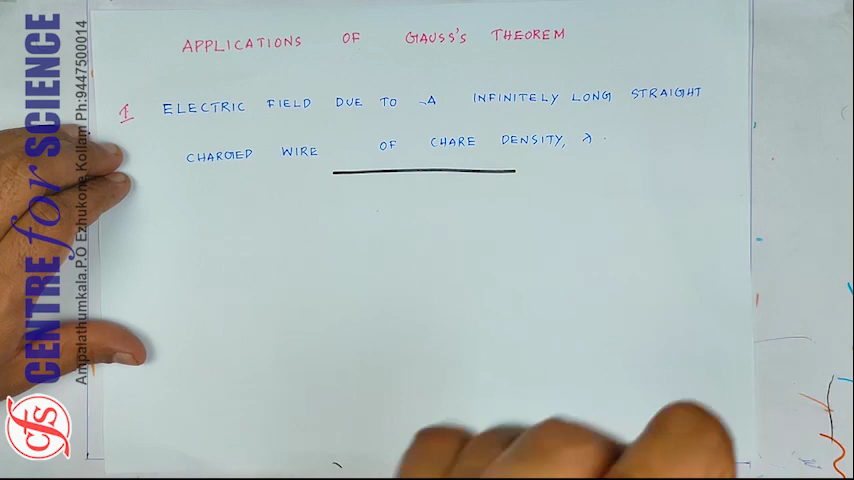 APPLICATIONS OF GAUSS'S THEOREM
1 ELECTRIC FIELD DUE TO A INFINITELY LONG STRAIGHT
CHARGED WIRE OF CHARE DENSITY, λ.
CENTRE for SCIENCE
Ampalathumkala.P.O Ezhukone Kollam Ph:9447500014
cfs